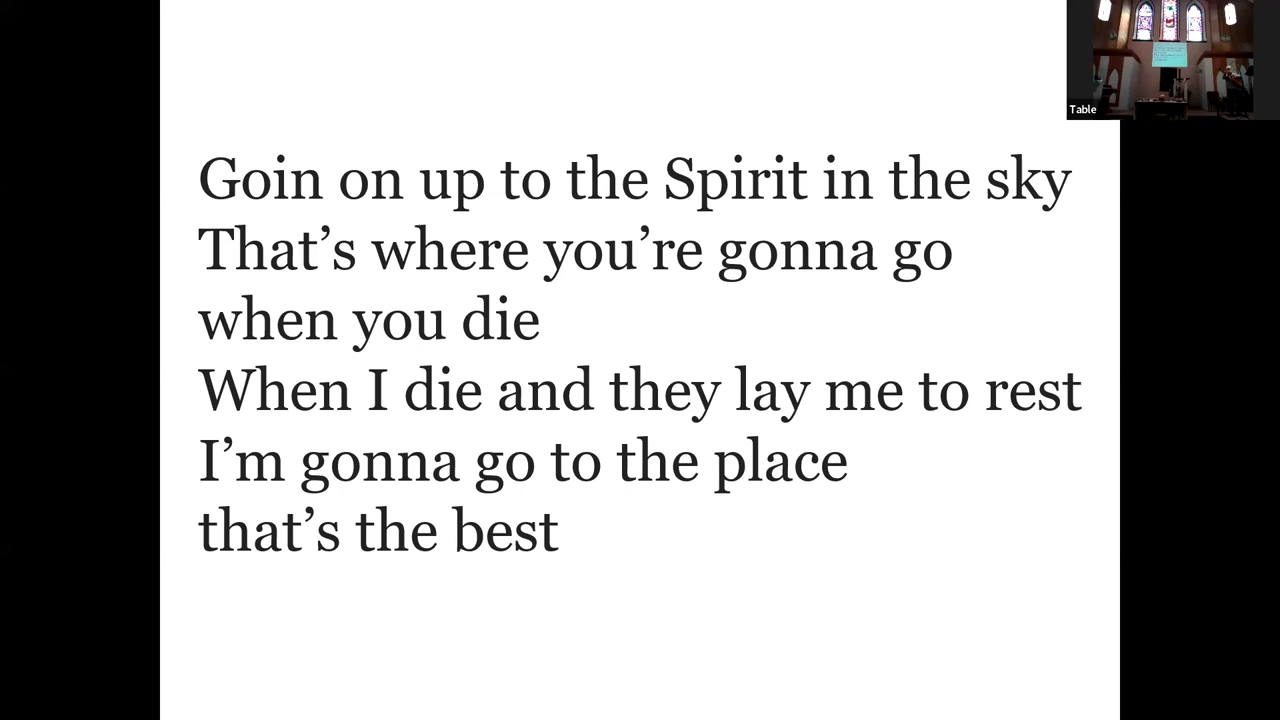 Goin on up to the Spirit in the sky
That’s where you’re gonna go
when you die
When I die and they lay me to rest
I’m gonna go to the place
that’s the best
Table